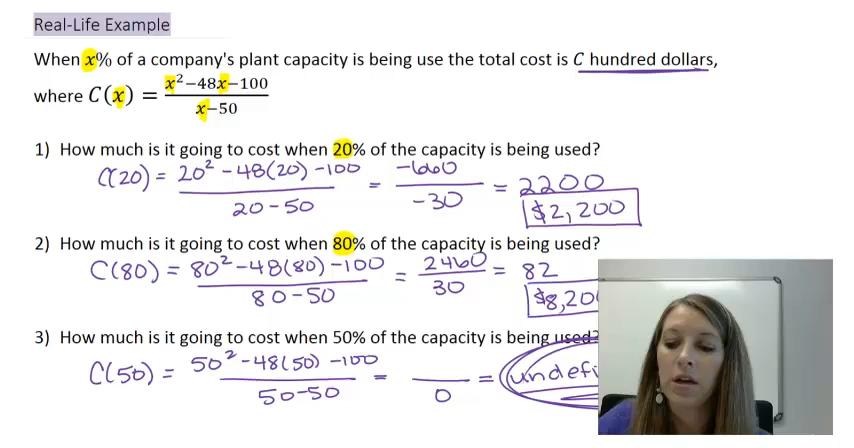 Real-Life Example
When x% of a company's plant capacity is being use the total cost is C hundred dollars,
where C(x) = x²−48x−100 / x−50
1) How much is it going to cost when 20% of the capacity is being used?
C(20) = 20² - 48(20) - 100 / 20 - 50 = -660 / -30 = 2200
$2,200
2) How much is it going to cost when 80% of the capacity is being used?
C(80) = 80² - 48(80) - 100 / 80 - 50 = 2460 / 30 = 82
$8,20
3) How much is it going to cost when 50% of the capacity is being used?
C(50) = 50² - 48(50) - 100 / 50 - 50 = / 0 = undefi